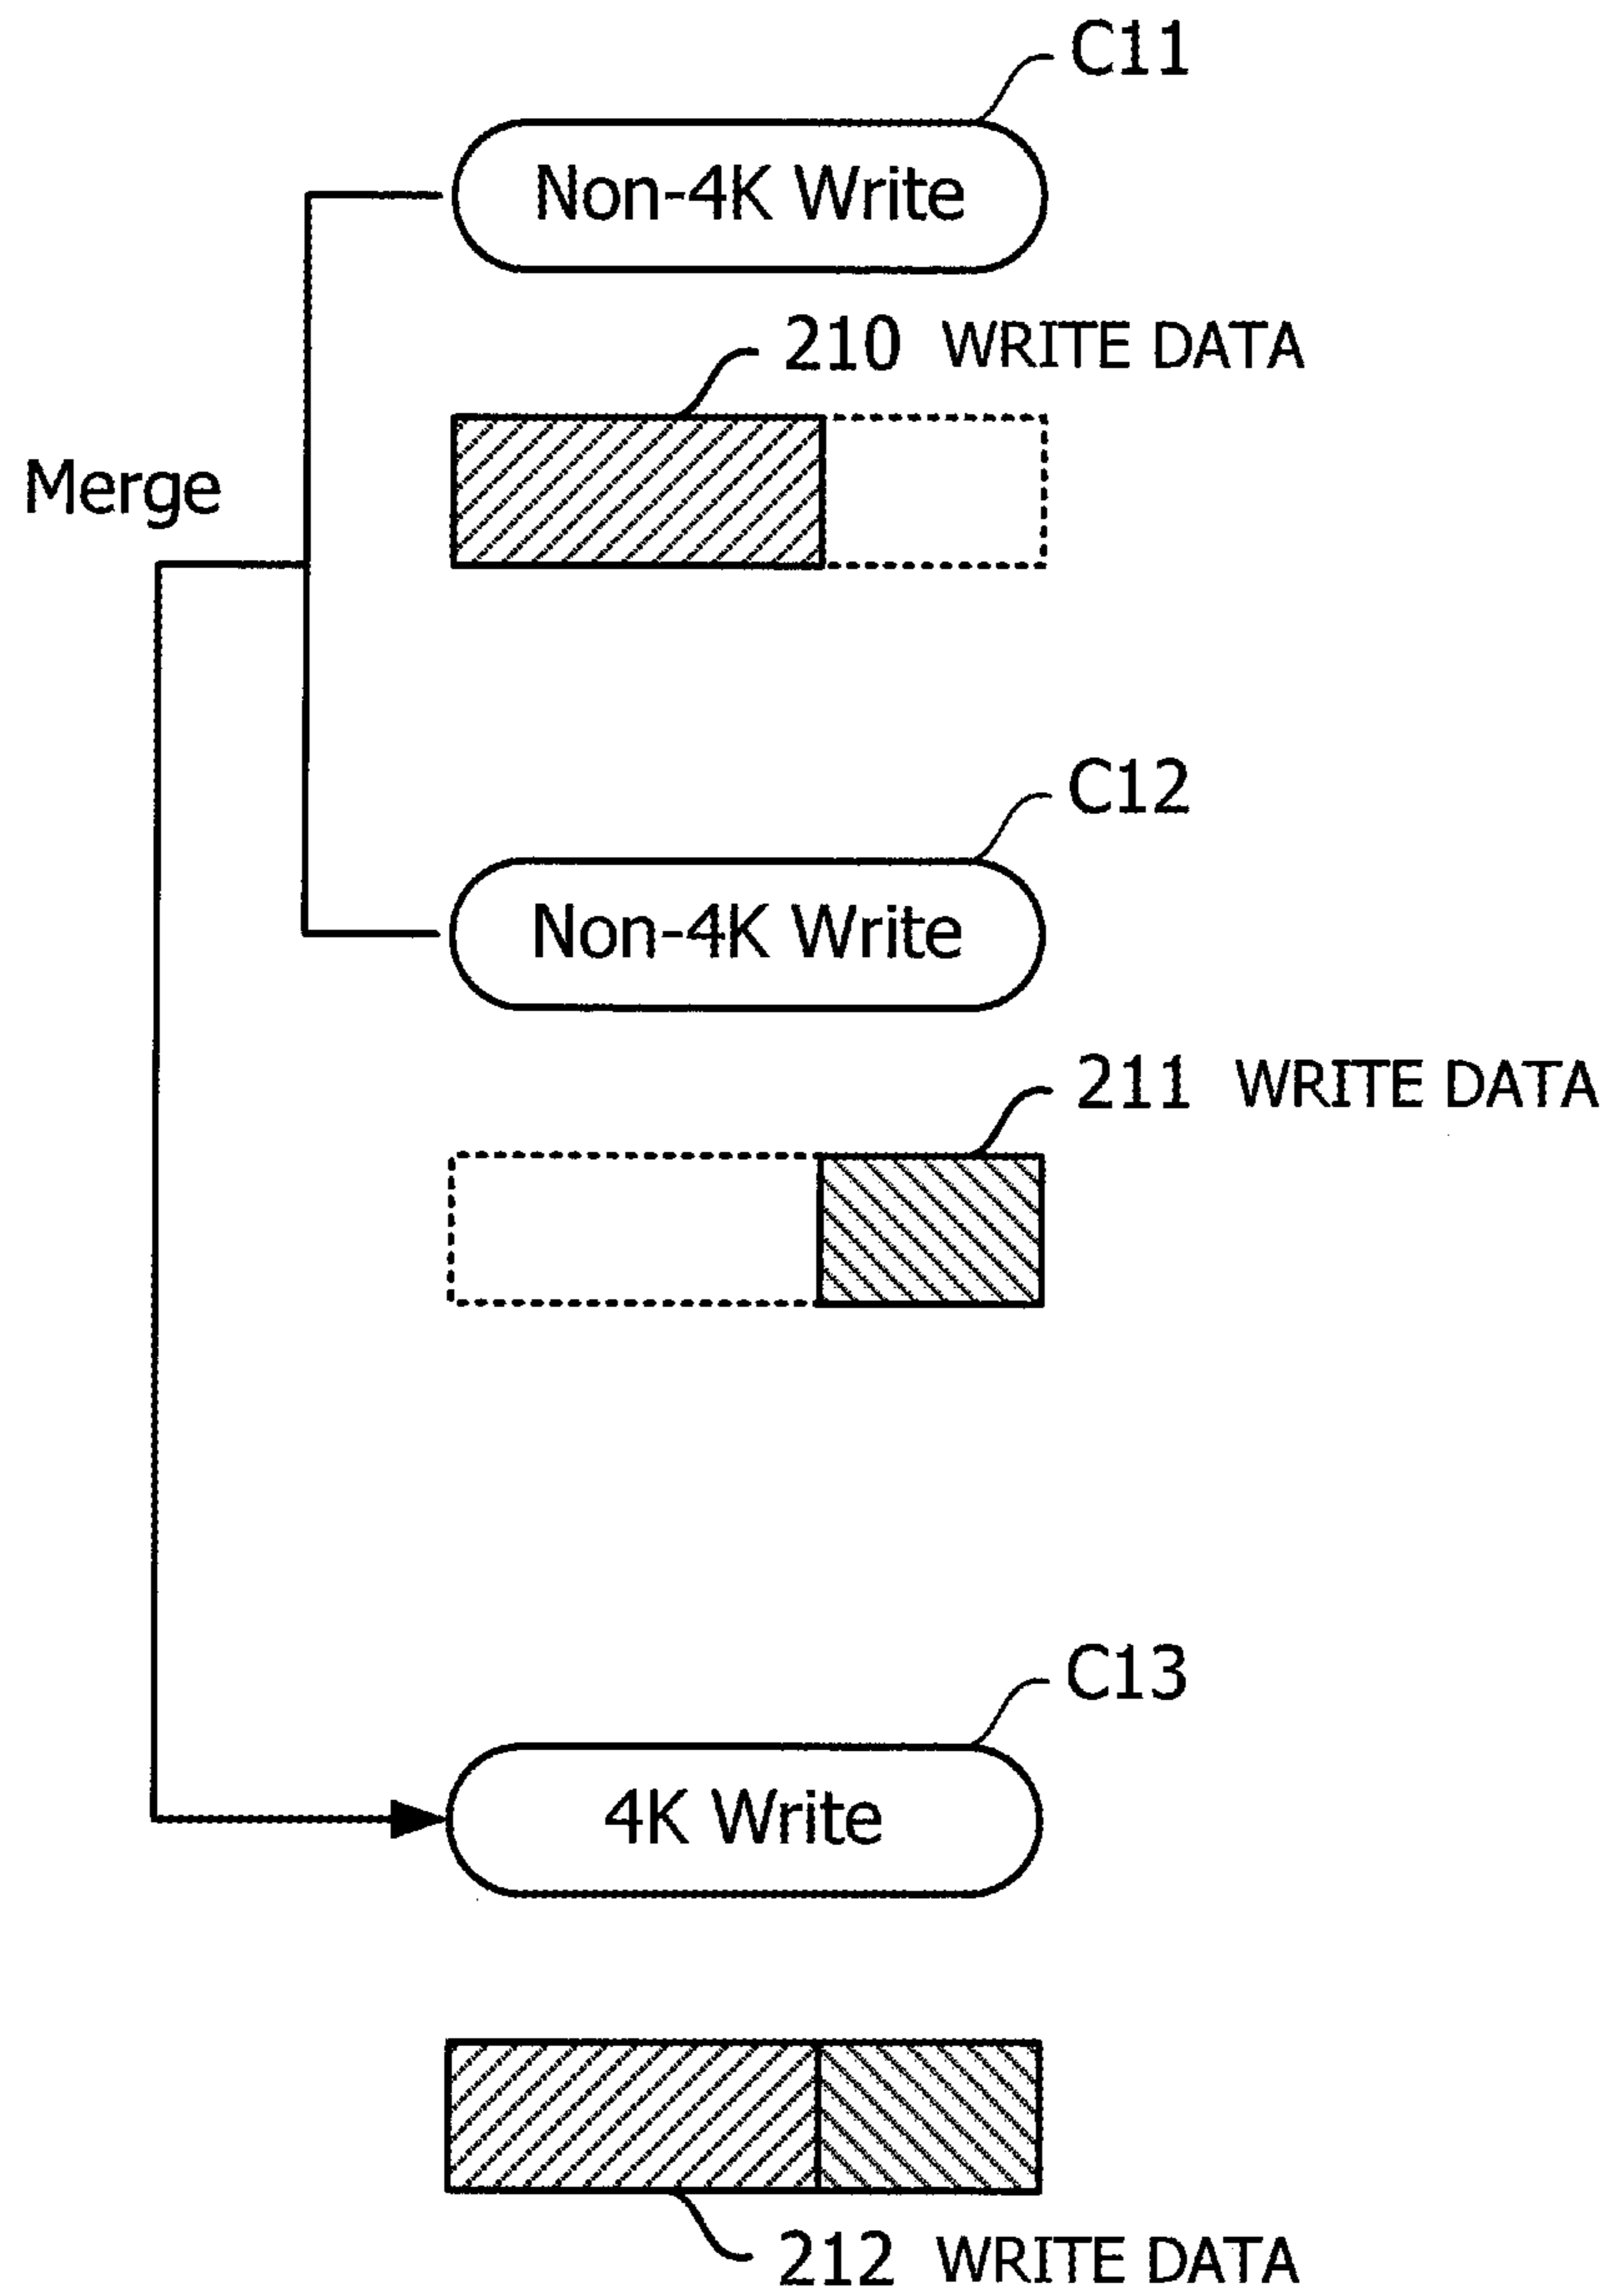 C11
Non-4K Write
210 WRITE DATA
Merge
C12
Non-4K Write
211 WRITE DATA
C13
4K Write
212 WRITE DATA